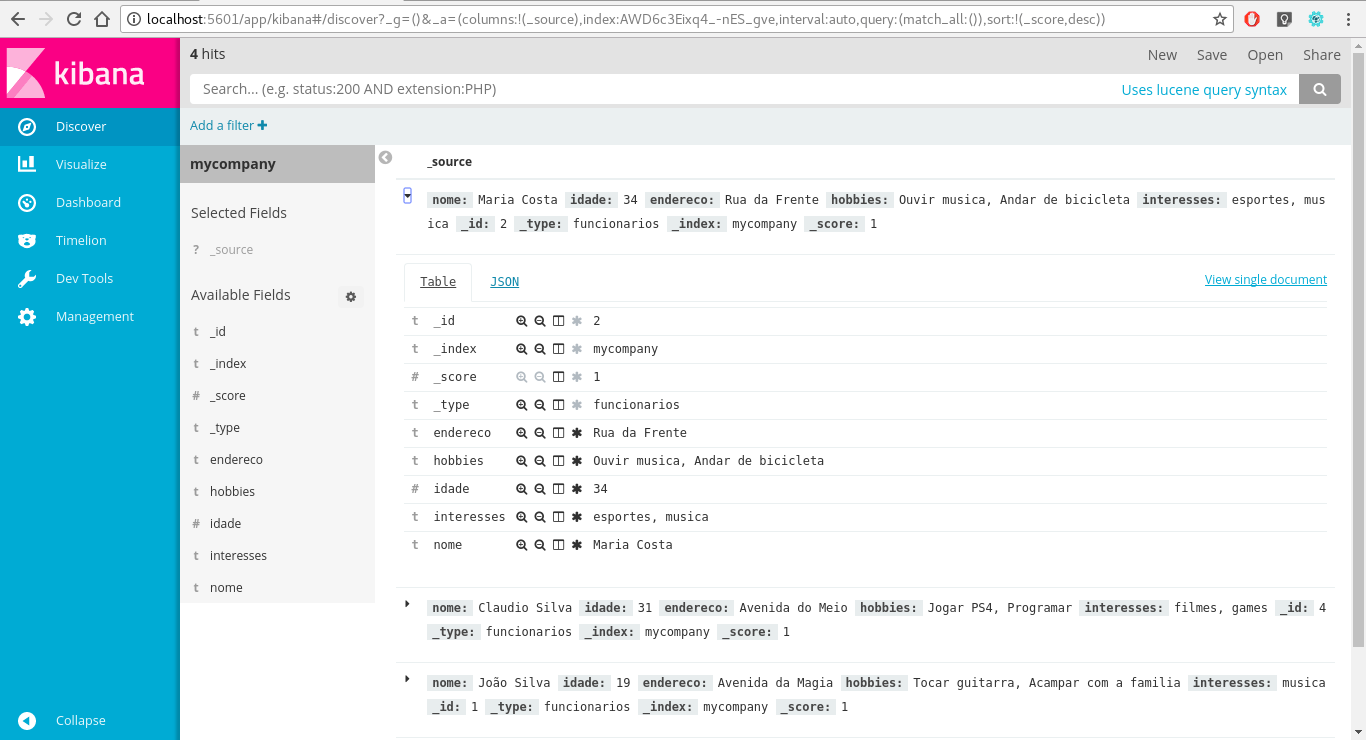 localhost:5601/app/kibana#/discover?_g=()&_a=(columns:!(_source),index:AWD6c3Eixq4_-nES_gve,interval:auto,query:(match_all:()),sort:!(_score,desc))
kibana
Discover
Visualize
Dashboard
Timelion
Dev Tools
Management
Collapse
4 hits
New Save Open Share
Search... (e.g. status:200 AND extension:PHP) Uses lucene query syntax
Add a filter +
mycompany
Selected Fields
? _source
Available Fields
t _id
t _index
# _score
t _type
t endereco
t hobbies
# idade
t interesses
t nome
_source
nome: Maria Costa idade: 34 endereco: Rua da Frente hobbies: Ouvir musica, Andar de bicicleta interesses: esportes, mus
ica _id: 2 _type: funcionarios _index: mycompany _score: 1
Table JSON View single document
t _id 2
t _index mycompany
# _score 1
t _type funcionarios
t endereco Rua da Frente
t hobbies Ouvir musica, Andar de bicicleta
# idade 34
t interesses esportes, musica
t nome Maria Costa
nome: Claudio Silva idade: 31 endereco: Avenida do Meio hobbies: Jogar PS4, Programar interesses: filmes, games _id: 4
_type: funcionarios _index: mycompany _score: 1
nome: João Silva idade: 19 endereco: Avenida da Magia hobbies: Tocar guitarra, Acampar com a familia interesses: musica
_id: 1 _type: funcionarios _index: mycompany _score: 1